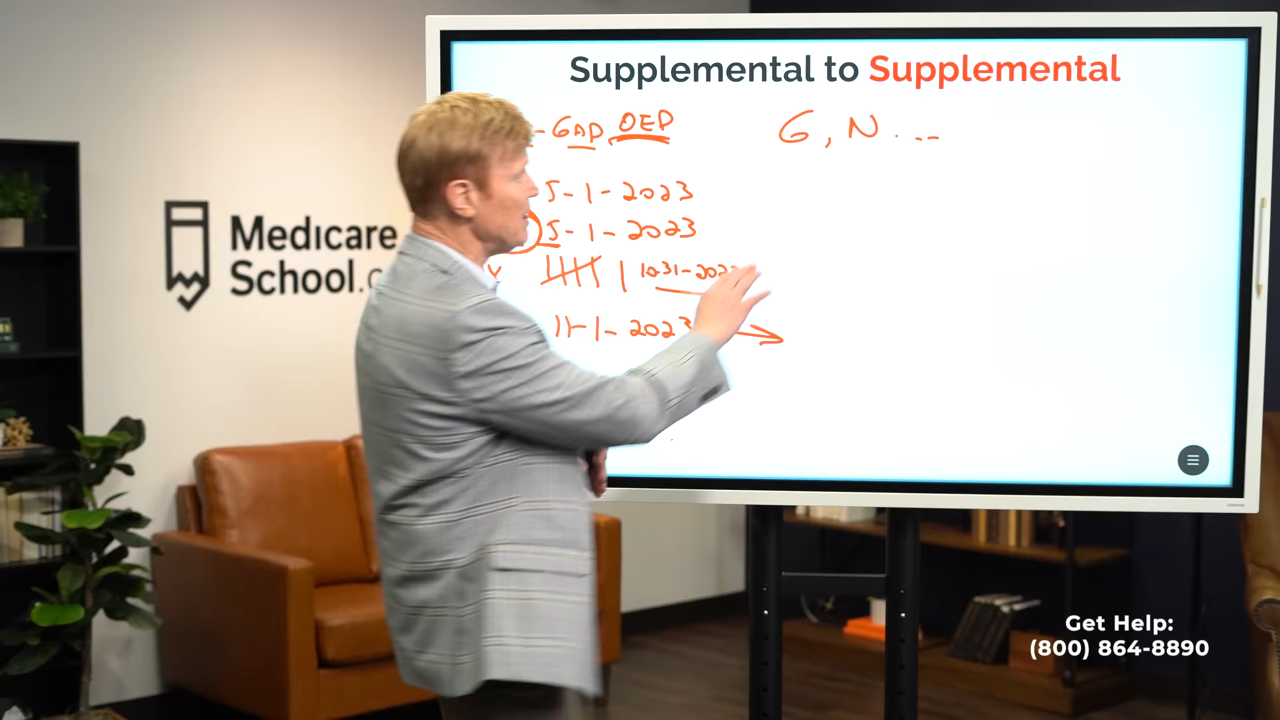 Supplemental to Supplemental
- GAP OEP
G, N ...
5-1-2023
5-1-2023
10-31-2023
11-1-2023
Medicare
School.c
Get Help:
(800) 864-8890